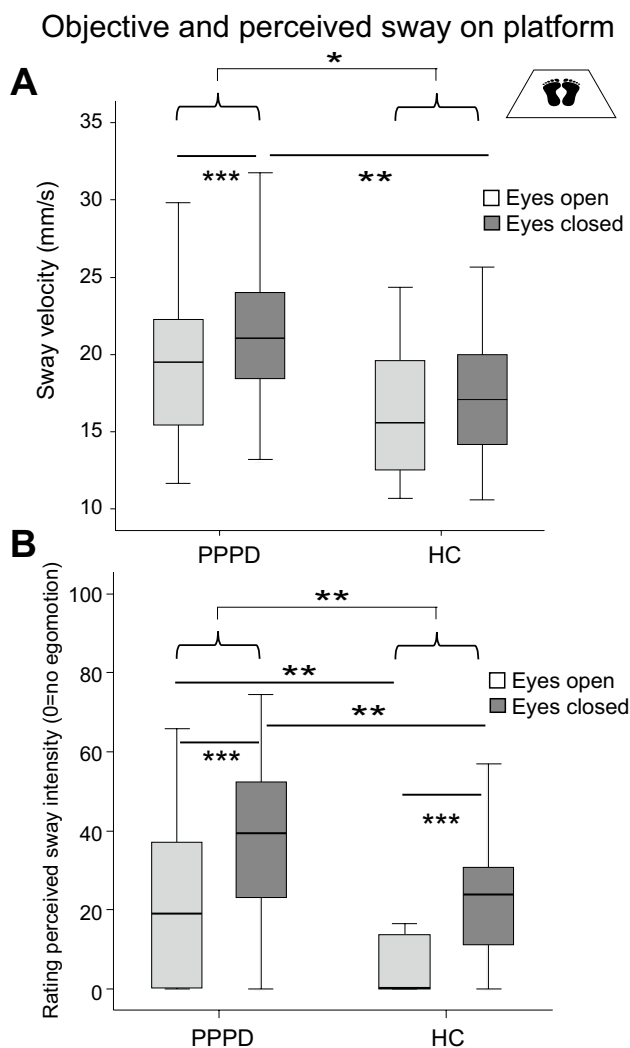 Objective and perceived sway on platform
A
*
35
30
25
20
15
10
Sway velocity (mm/s)
***
**
Eyes open
Eyes closed
PPPD
HC
B
**
100
80
60
40
20
0
Rating perceived sway intensity (0=no egomotion)
**
**
***
***
Eyes open
Eyes closed
PPPD
HC